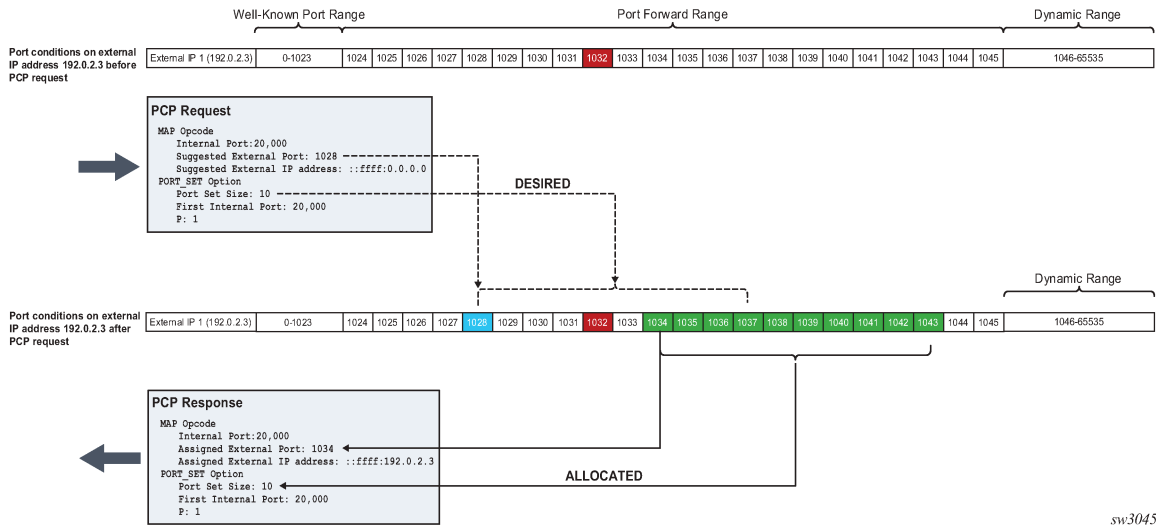 Well-Known Port Range Port Forward Range Dynamic Range
Port conditions on external
IP address 192.0.2.3 before
PCP request
External IP 1 (192.0.2.3) 0-1023 1024 1025 1026 1027 1028 1029 1030 1031 1032 1033 1034 1035 1036 1037 1038 1039 1040 1041 1042 1043 1044 1045 1046-65535
PCP Request
MAP Opcode
Internal Port:20,000
Suggested External Port: 1028
Suggested External IP address: ::ffff:0.0.0.0
PORT_SET Option
Port Set Size: 10
First Internal Port: 20,000
P: 1
DESIRED
Dynamic Range
Port conditions on external
IP address 192.0.2.3 after
PCP request
External IP 1 (192.0.2.3) 0-1023 1024 1025 1026 1027 1028 1029 1030 1031 1032 1033 1034 1035 1036 1037 1038 1039 1040 1041 1042 1043 1044 1045 1046-65535
PCP Response
MAP Opcode
Internal Port:20,000
Assigned External Port: 1034
Assigned External IP address: ::ffff:192.0.2.3
PORT_SET Option
Port Set Size: 10
First Internal Port: 20,000
P: 1
ALLOCATED
sw3045